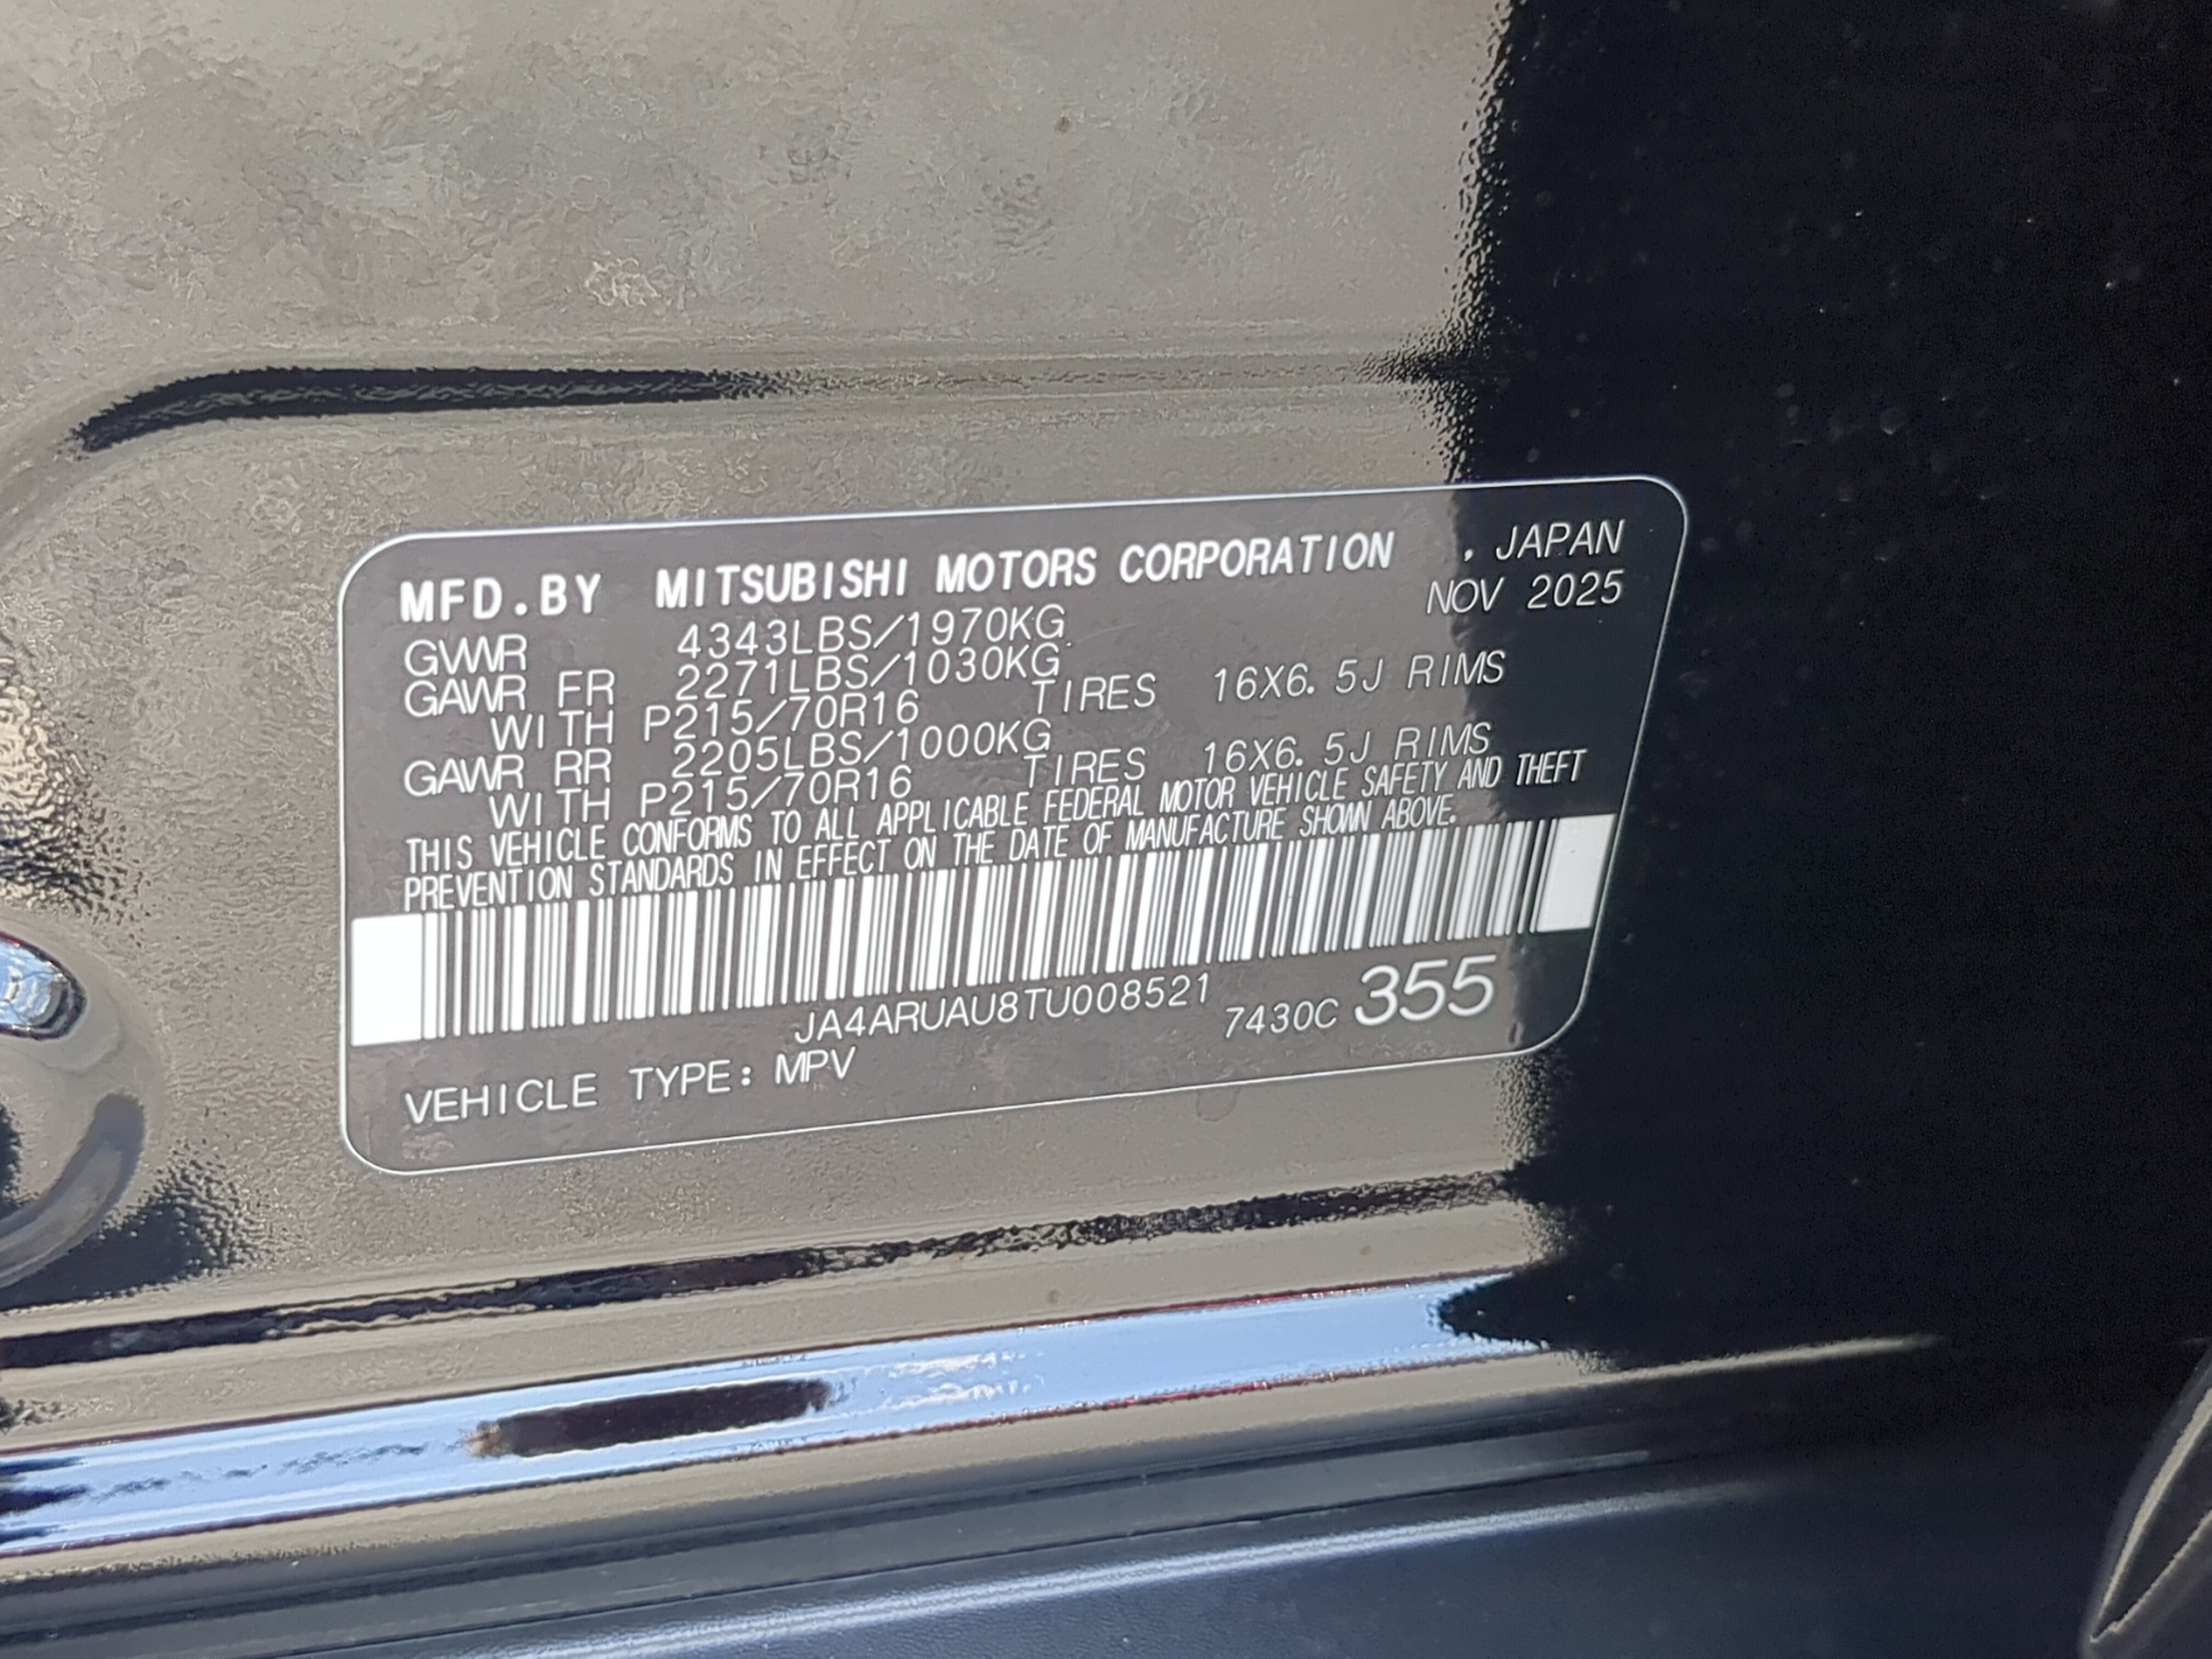 MFD.BY MITSUBISHI MOTORS CORPORATION , JAPAN
NOV 2025
GVWR 4343LBS/1970KG
GAWR FR 2271LBS/1030KG
WITH P215/70R16 TIRES 16X6.5J RIMS
GAWR RR 2205LBS/1000KG
WITH P215/70R16 TIRES 16X6.5J RIMS
THIS VEHICLE CONFORMS TO ALL APPLICABLE FEDERAL MOTOR VEHICLE SAFETY AND THEFT
PREVENTION STANDARDS IN EFFECT ON THE DATE OF MANUFACTURE SHOWN ABOVE.
JA4ARUAU8TU008521 7430C 355
VEHICLE TYPE: MPV